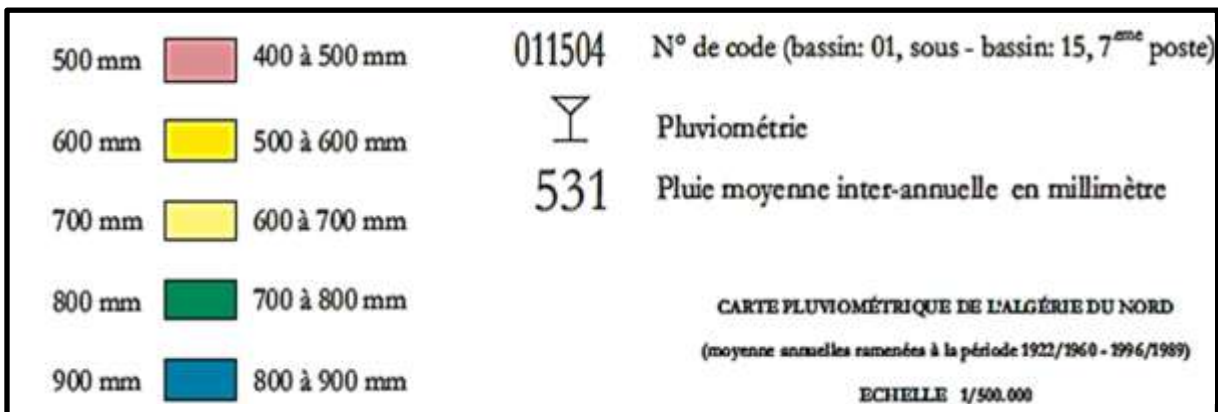 500 mm 400 à 500 mm
600 mm 500 à 600 mm
700 mm 600 à 700 mm
800 mm 700 à 800 mm
900 mm 800 à 900 mm
011504 N° de code (bassin: 01, sous - bassin: 15, 7eme poste)
Pluviométrie
531 Pluie moyenne inter-annuelle en millimètre
CARTE PLUVIOMÉTRIQUE DE L'ALGÉRIE DU NORD
(moyenne annuelles ramenées à la période 1922/1960 - 1996/1989)
ECHELLE 1/500.000